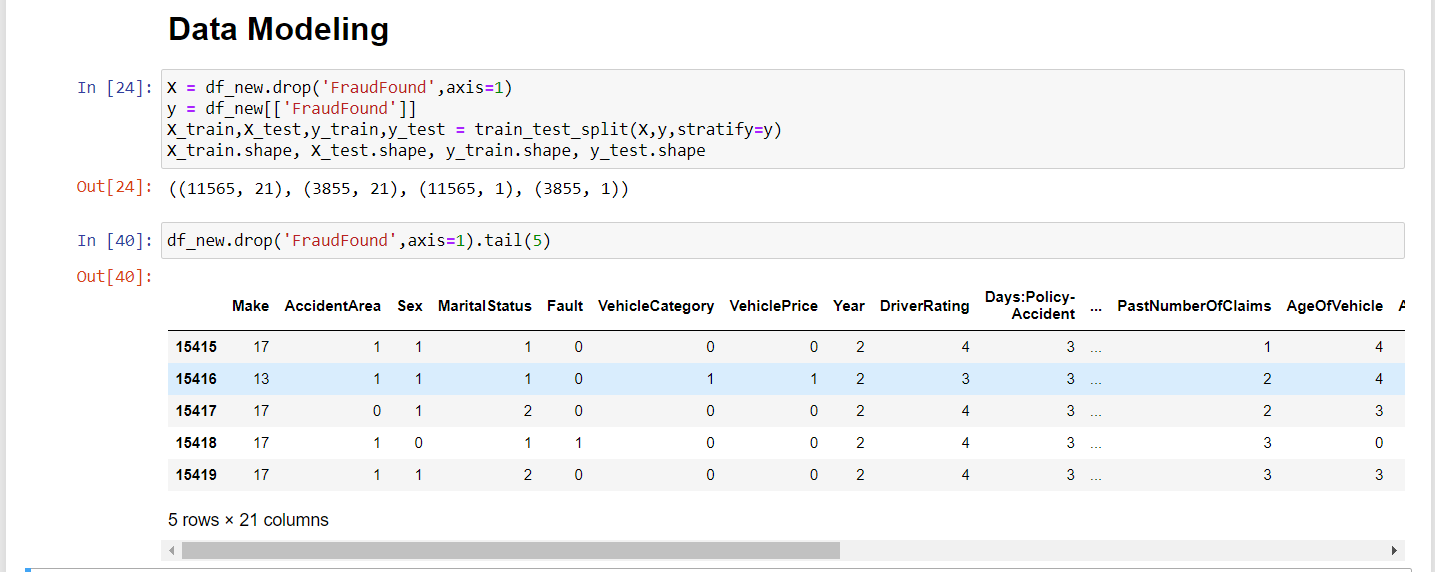 Data Modeling
In [24]: X = df_new.drop('FraudFound',axis=1)
y = df_new[['FraudFound']]
X_train,X_test,y_train,y_test = train_test_split(X,y,stratify=y)
X_train.shape, X_test.shape, y_train.shape, y_test.shape
Out[24]: ((11565, 21), (3855, 21), (11565, 1), (3855, 1))
In [40]: df_new.drop('FraudFound',axis=1).tail(5)
Out[40]:
Make AccidentArea Sex MaritalStatus Fault VehicleCategory VehiclePrice Year DriverRating Days:Policy-Accident ... PastNumberOfClaims AgeOfVehicle
15415 17 1 1 1 0 0 0 2 4 3 ... 1 4
15416 13 1 1 1 0 1 1 2 3 3 ... 2 4
15417 17 0 1 2 0 0 0 2 4 3 ... 2 3
15418 17 1 0 1 1 0 0 2 4 3 ... 3 0
15419 17 1 1 2 0 0 0 2 4 3 ... 3 3
5 rows × 21 columns